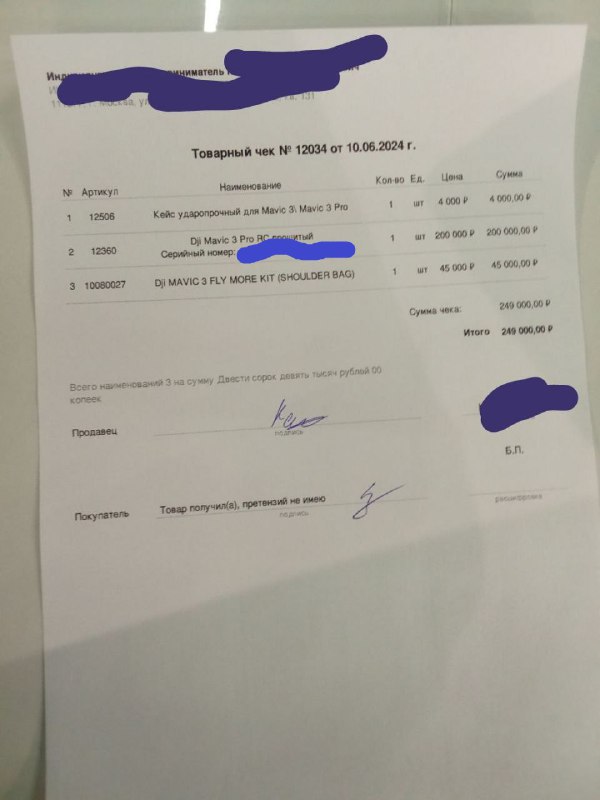 Товарный чек № 12034 от 10.06.2024 г.
№ Артикул Наименование Кол-во Ед. Цена Сумма
1 12506 Кейс ударопрочный для Mavic 3\ Mavic 3 Pro 1 шт 4 000 ₽ 4 000,00 ₽
Dji Mavic 3 Pro RC
2 12360 1 шт 200 000 ₽ 200 000,00 ₽
Серийный номер:
3 10080027 Dji MAVIC 3 FLY MORE KIT (SHOULDER BAG) 1 шт 45 000 ₽ 45 000,00 ₽
Сумма чека: 249 000,00 ₽
Итого 249 000,00 ₽
Всего наименований 3 на сумму Двести сорок девять тысяч рублей 00
копеек
Продавец
подпись
Б.П.
Покупатель Товар получил(а), претензий не имею
подпись расшифровка